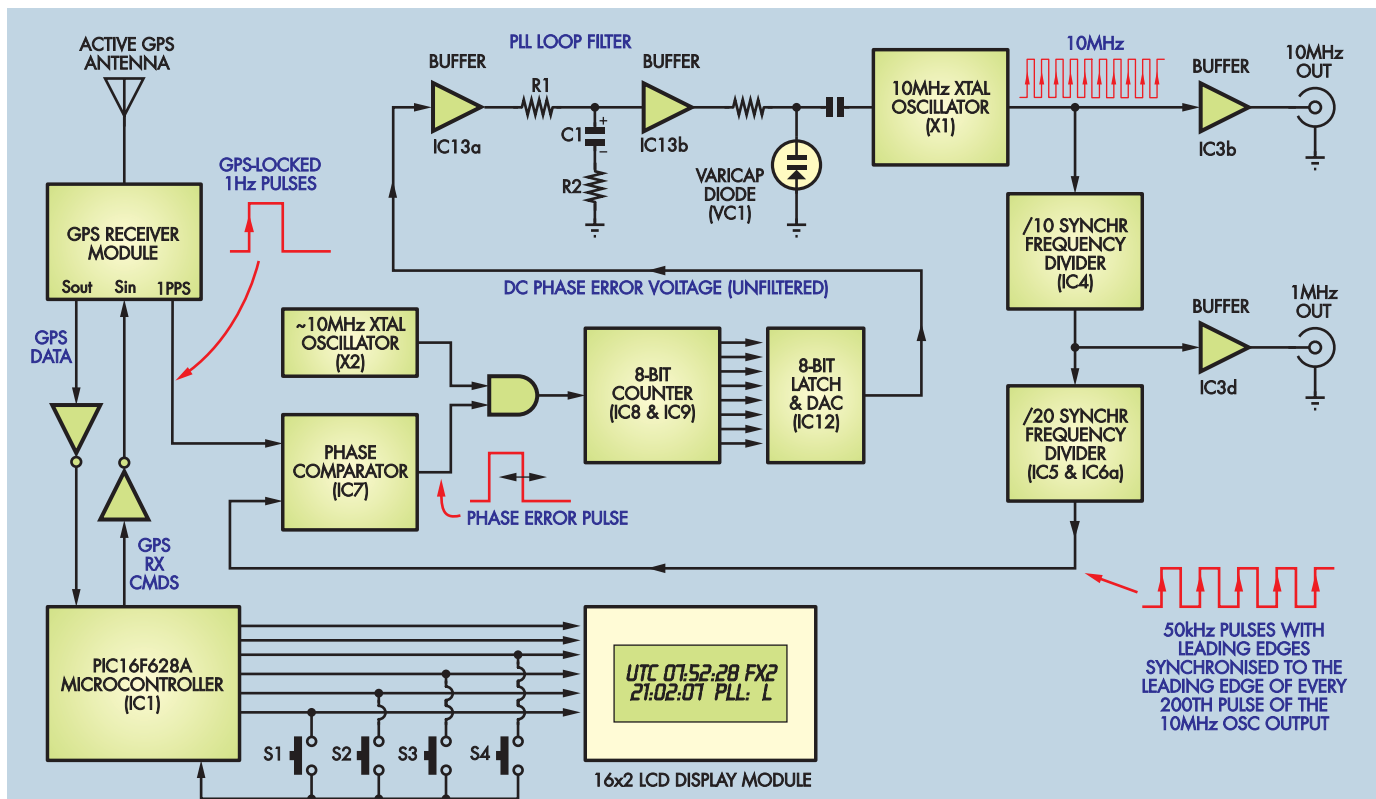 ACTIVE GPS
ANTENNA
GPS RECEIVER
MODULE
Sout
Sin
1PPS
GPS-LOCKED
1Hz PULSES
GPS
DATA
GPS
RX
CMDS
PIC16F628A
MICROCONTROLLER
(IC1)
PLL LOOP FILTER
BUFFER
IC13a
R1
C1
+
–
R2
BUFFER
IC13b
VARICAP
DIODE
(VC1)
10MHz XTAL
OSCILLATOR
(X1)
10MHz
BUFFER
IC3b
10MHz
OUT
/10 SYNCHR
FREQUENCY
DIVIDER
(IC4)
BUFFER
IC3d
1MHz
OUT
/20 SYNCHR
FREQUENCY
DIVIDER
(IC5 & IC6a)
DC PHASE ERROR VOLTAGE (UNFILTERED)
~10MHz XTAL
OSCILLATOR
(X2)
PHASE
COMPARATOR
(IC7)
PHASE ERROR PULSE
8-BIT
COUNTER
(IC8 & IC9)
8-BIT
LATCH
& DAC
(IC12)
50kHz PULSES WITH
LEADING EDGES
SYNCHRONISED TO THE
LEADING EDGE OF EVERY
200TH PULSE OF THE
10MHz OSC OUTPUT
S1
S2
S3
S4
UTC 07:52:28 FX2
21:02:07 PLL: L
16x2 LCD DISPLAY MODULE